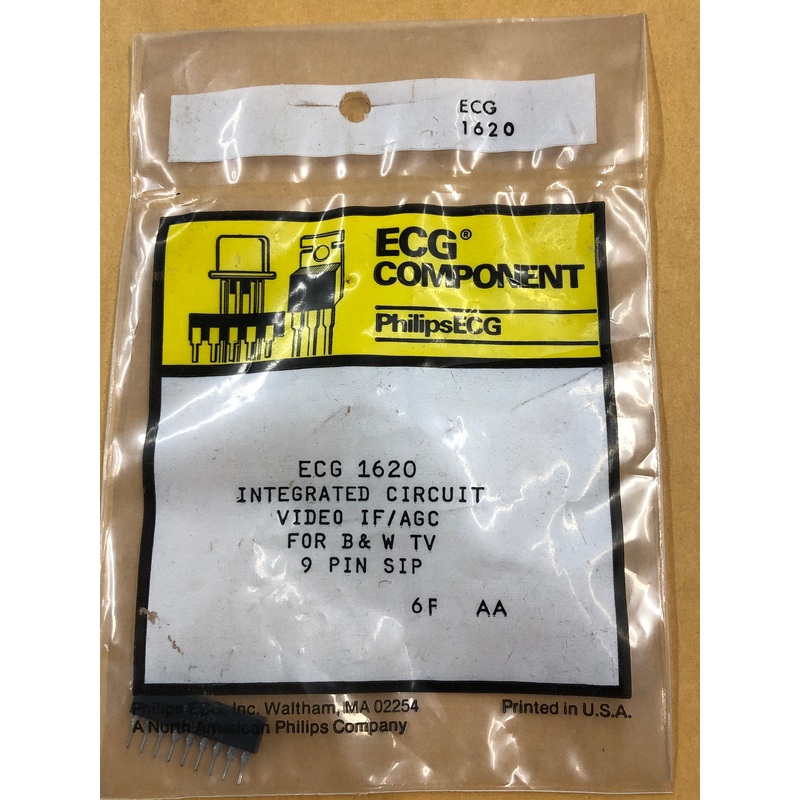 ECG
1620
ECG®
COMPONENT
PhilipsECG
ECG 1620
INTEGRATED CIRCUIT
VIDEO IF/AGC
FOR B & W TV
9 PIN SIP
6F AA
Philips ECG, Inc. Waltham, MA 02254
Printed in U.S.A.
A North American Philips Company